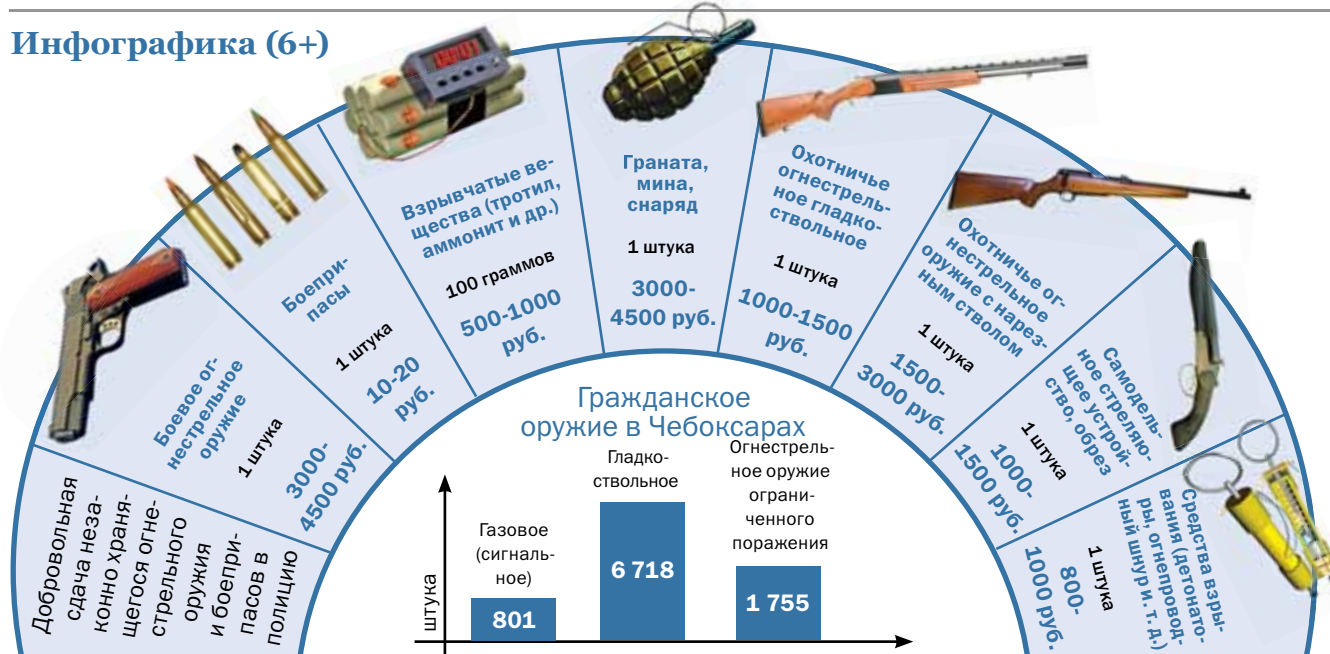 Инфографика (6+)
Добровольная
сдача неза-
конно храня-
щегося огне-
стрельного
оружия
и боепри-
пасов в
полицию
Боевое ог-
нестрельное
оружие
1 штука
3000-
4500 руб.
Боепри-
пасы
1 штука
10-20
руб.
Взрывчатые ве-
щества (тротил,
аммонит и др.)
100 граммов
500-1000
руб.
Граната,
мина,
снаряд
1 штука
3000-
4500 руб.
Охотничье
огнестрель-
ное гладко-
ствольное
1 штука
1000-1500
руб.
Охотничье ог-
нестрельное
оружие с нарез-
ным стволом
1 штука
1500-
3000 руб.
Самодель-
ное стреляю-
щее устрой-
ство, обрез
1 штука
1000-
1500 руб.
Средства взры-
вания (детонато-
ры, огнепровод-
ный шнур и. т. д.)
1 штука
800-
1000 руб.
Гражданское
оружие в Чебоксарах
штука
Газовое
(сигналь-
ное)
801
Гладко-
ствольное
6 718
Огнестрель-
ное оружие
ограни-
ченного
поражения
1 755